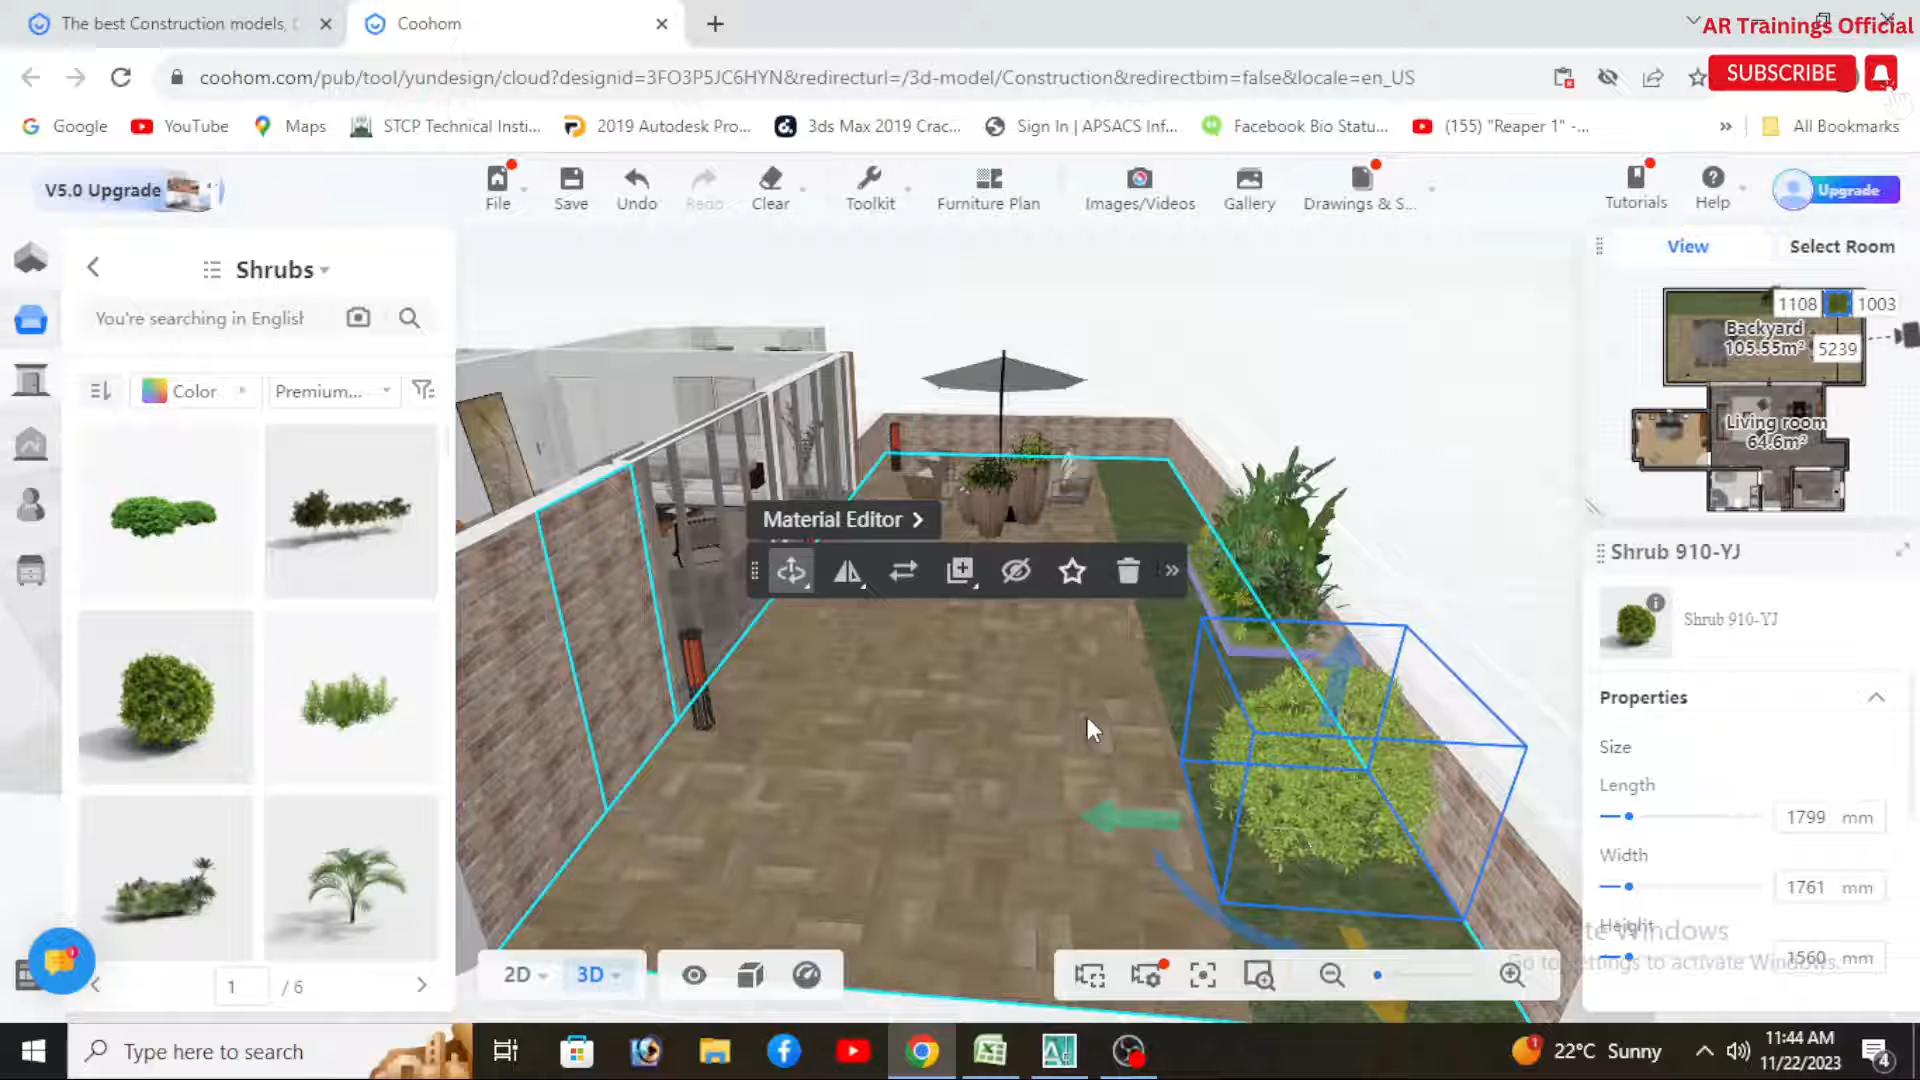 The best Construction models, C
Coohom
AR Trainings Official
coohom.com/pub/tool/yundesign/cloud?designid=3FO3P5JC6HYN&redirecturl=/3d-model/Construction&redirectbim=false&locale=en_US
SUBSCRIBE
Google
YouTube
Maps
STCP Technical Insti...
2019 Autodesk Pro...
3ds Max 2019 Crac...
Sign In | APSACS Inf...
Facebook Bio Statu...
(155) "Reaper 1" -...
»
All Bookmarks
V5.0 Upgrade
File
Save
Undo
Redo
Clear
Toolkit
Furniture Plan
Images/Videos
Gallery
Drawings & S...
Tutorials
Help
Upgrade
Shrubs
You're searching in English
Color
Premium...
View
Select Room
1108
1003
Backyard
105.55m²
5239
Living room
64.6m²
Material Editor
Shrub 910-YJ
Shrub 910-YJ
Properties
Size
Length
1799 mm
Width
1761 mm
Height
1560 mm
te Windows
Go to Settings to activate Windows.
1 / 6
2D
3D
Type here to search
1
22°C Sunny
11:44 AM
11/22/2023
4